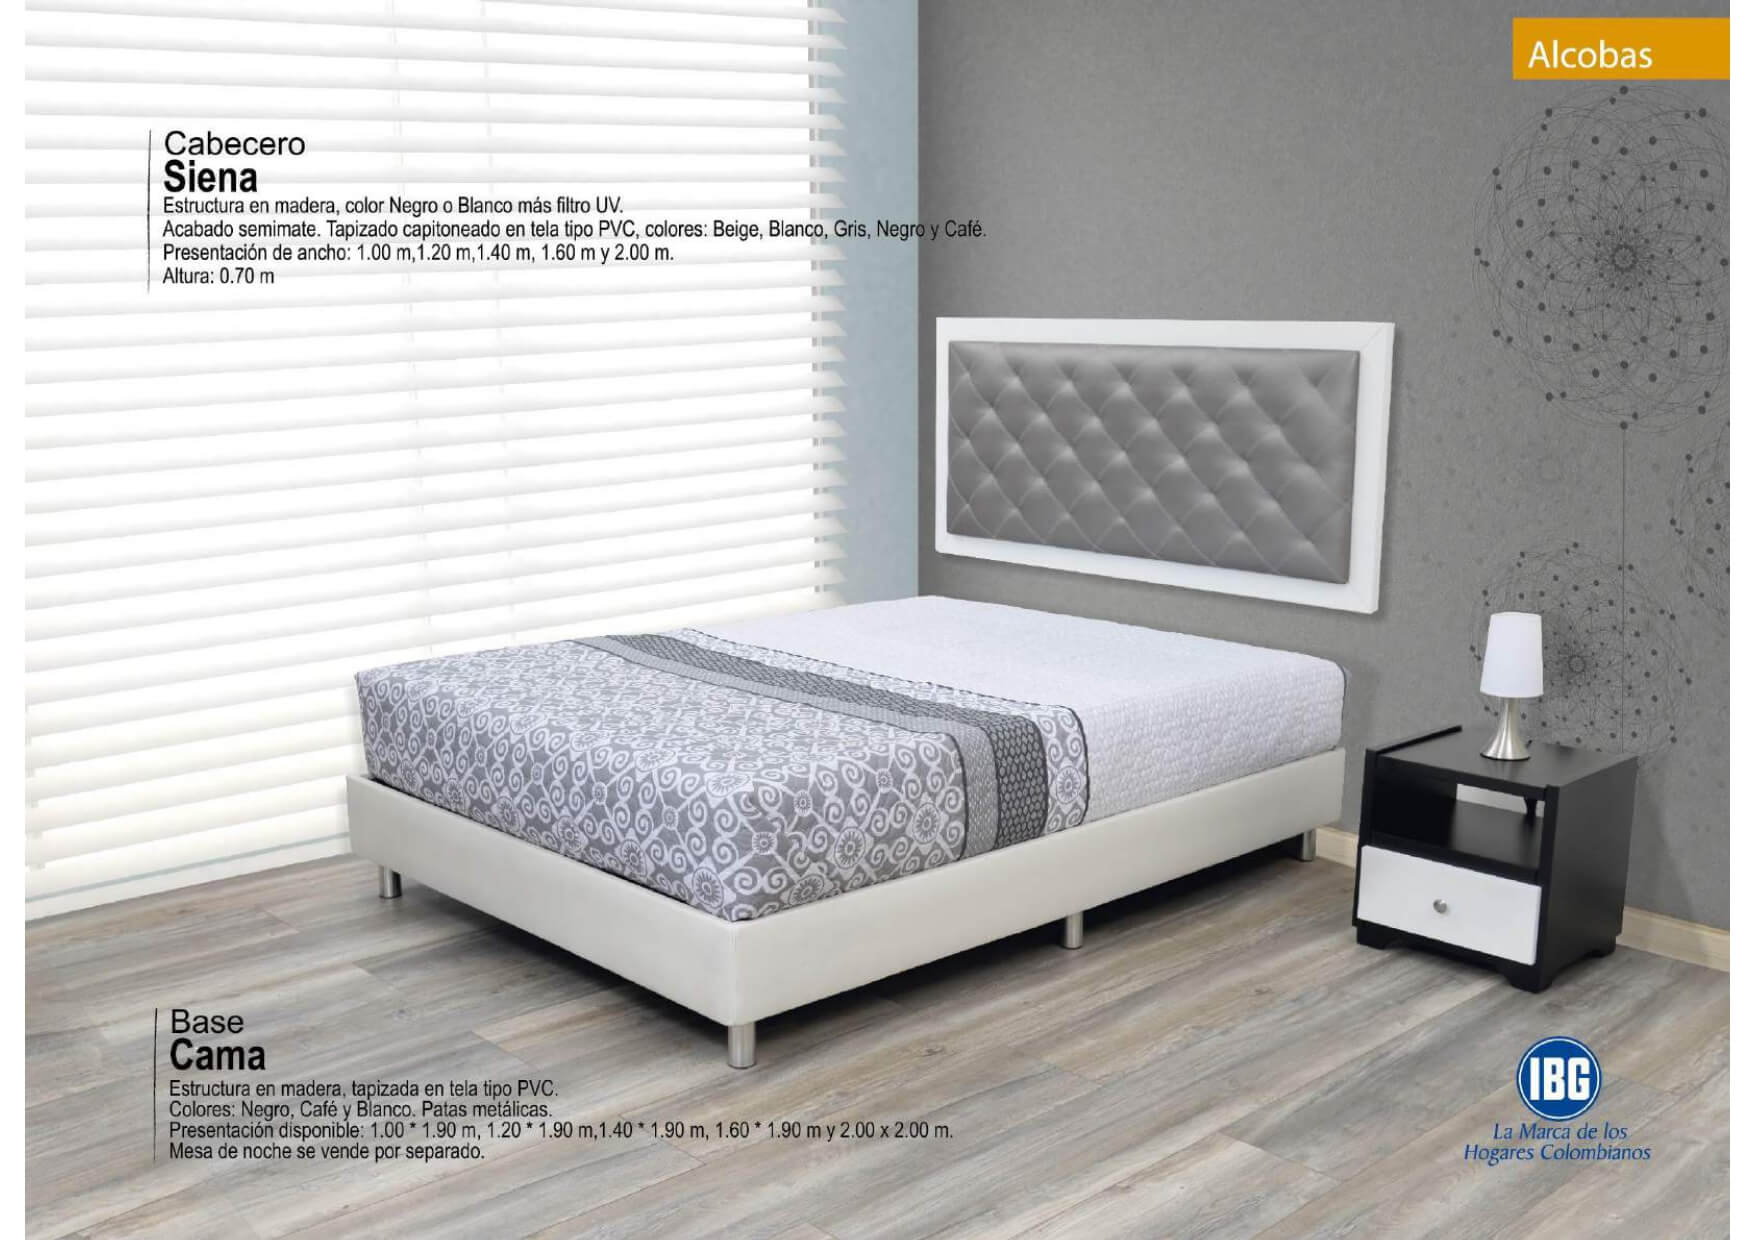 Alcobas
Cabecero
Siena
Estructura en madera, color Negro o Blanco más filtro UV.
Acabado semimate. Tapizado capitoneado en tela tipo PVC, colores: Beige, Blanco, Gris, Negro y Café.
Presentación de ancho: 1.00 m,1.20 m,1.40 m, 1.60 m y 2.00 m.
Altura: 0.70 m
Base
Cama
Estructura en madera, tapizada en tela tipo PVC.
Colores: Negro, Café y Blanco. Patas metálicas.
Presentación disponible: 1.00 * 1.90 m, 1.20 * 1.90 m,1.40 * 1.90 m, 1.60 * 1.90 m y 2.00 x 2.00 m.
Mesa de noche se vende por separado.
IBG
La Marca de los
Hogares Colombianos